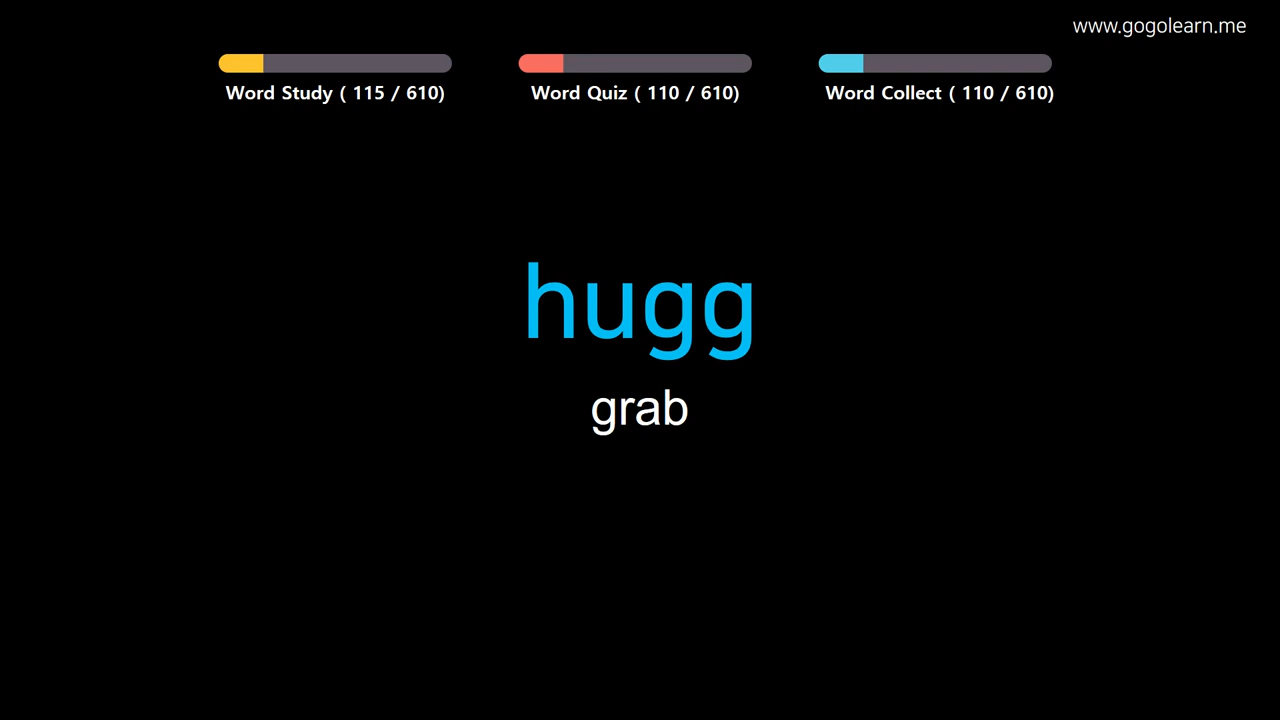 www.gogolearn.me
Word Study ( 115 / 610)
Word Quiz ( 110 / 610)
Word Collect ( 110 / 610)
hugg
grab